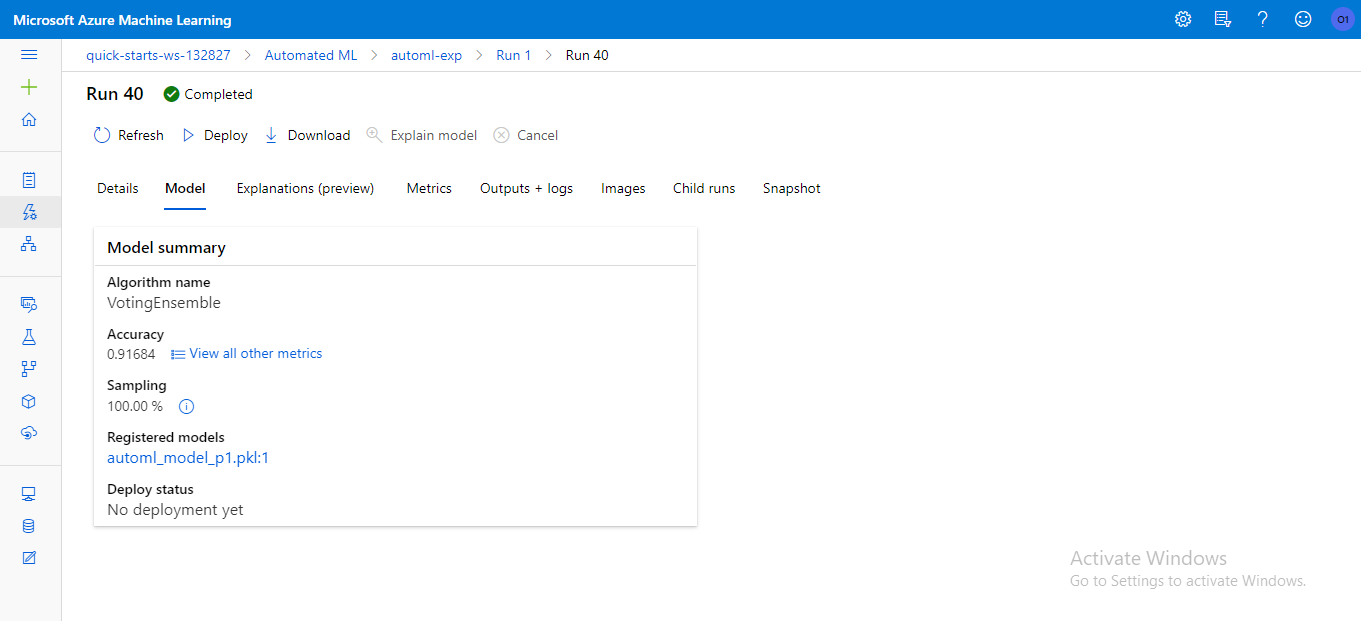 Microsoft Azure Machine Learning
O1
quick-starts-ws-132827 > Automated ML > automl-exp > Run 1 > Run 40
Run 40 Completed
Refresh Deploy Download Explain model Cancel
Details Model Explanations (preview) Metrics Outputs + logs Images Child runs Snapshot
Model summary
Algorithm name
VotingEnsemble
Accuracy
0.91684 View all other metrics
Sampling
100.00 %
Registered models
automl_model_p1.pkl:1
Deploy status
No deployment yet
Activate Windows
Go to Settings to activate Windows.